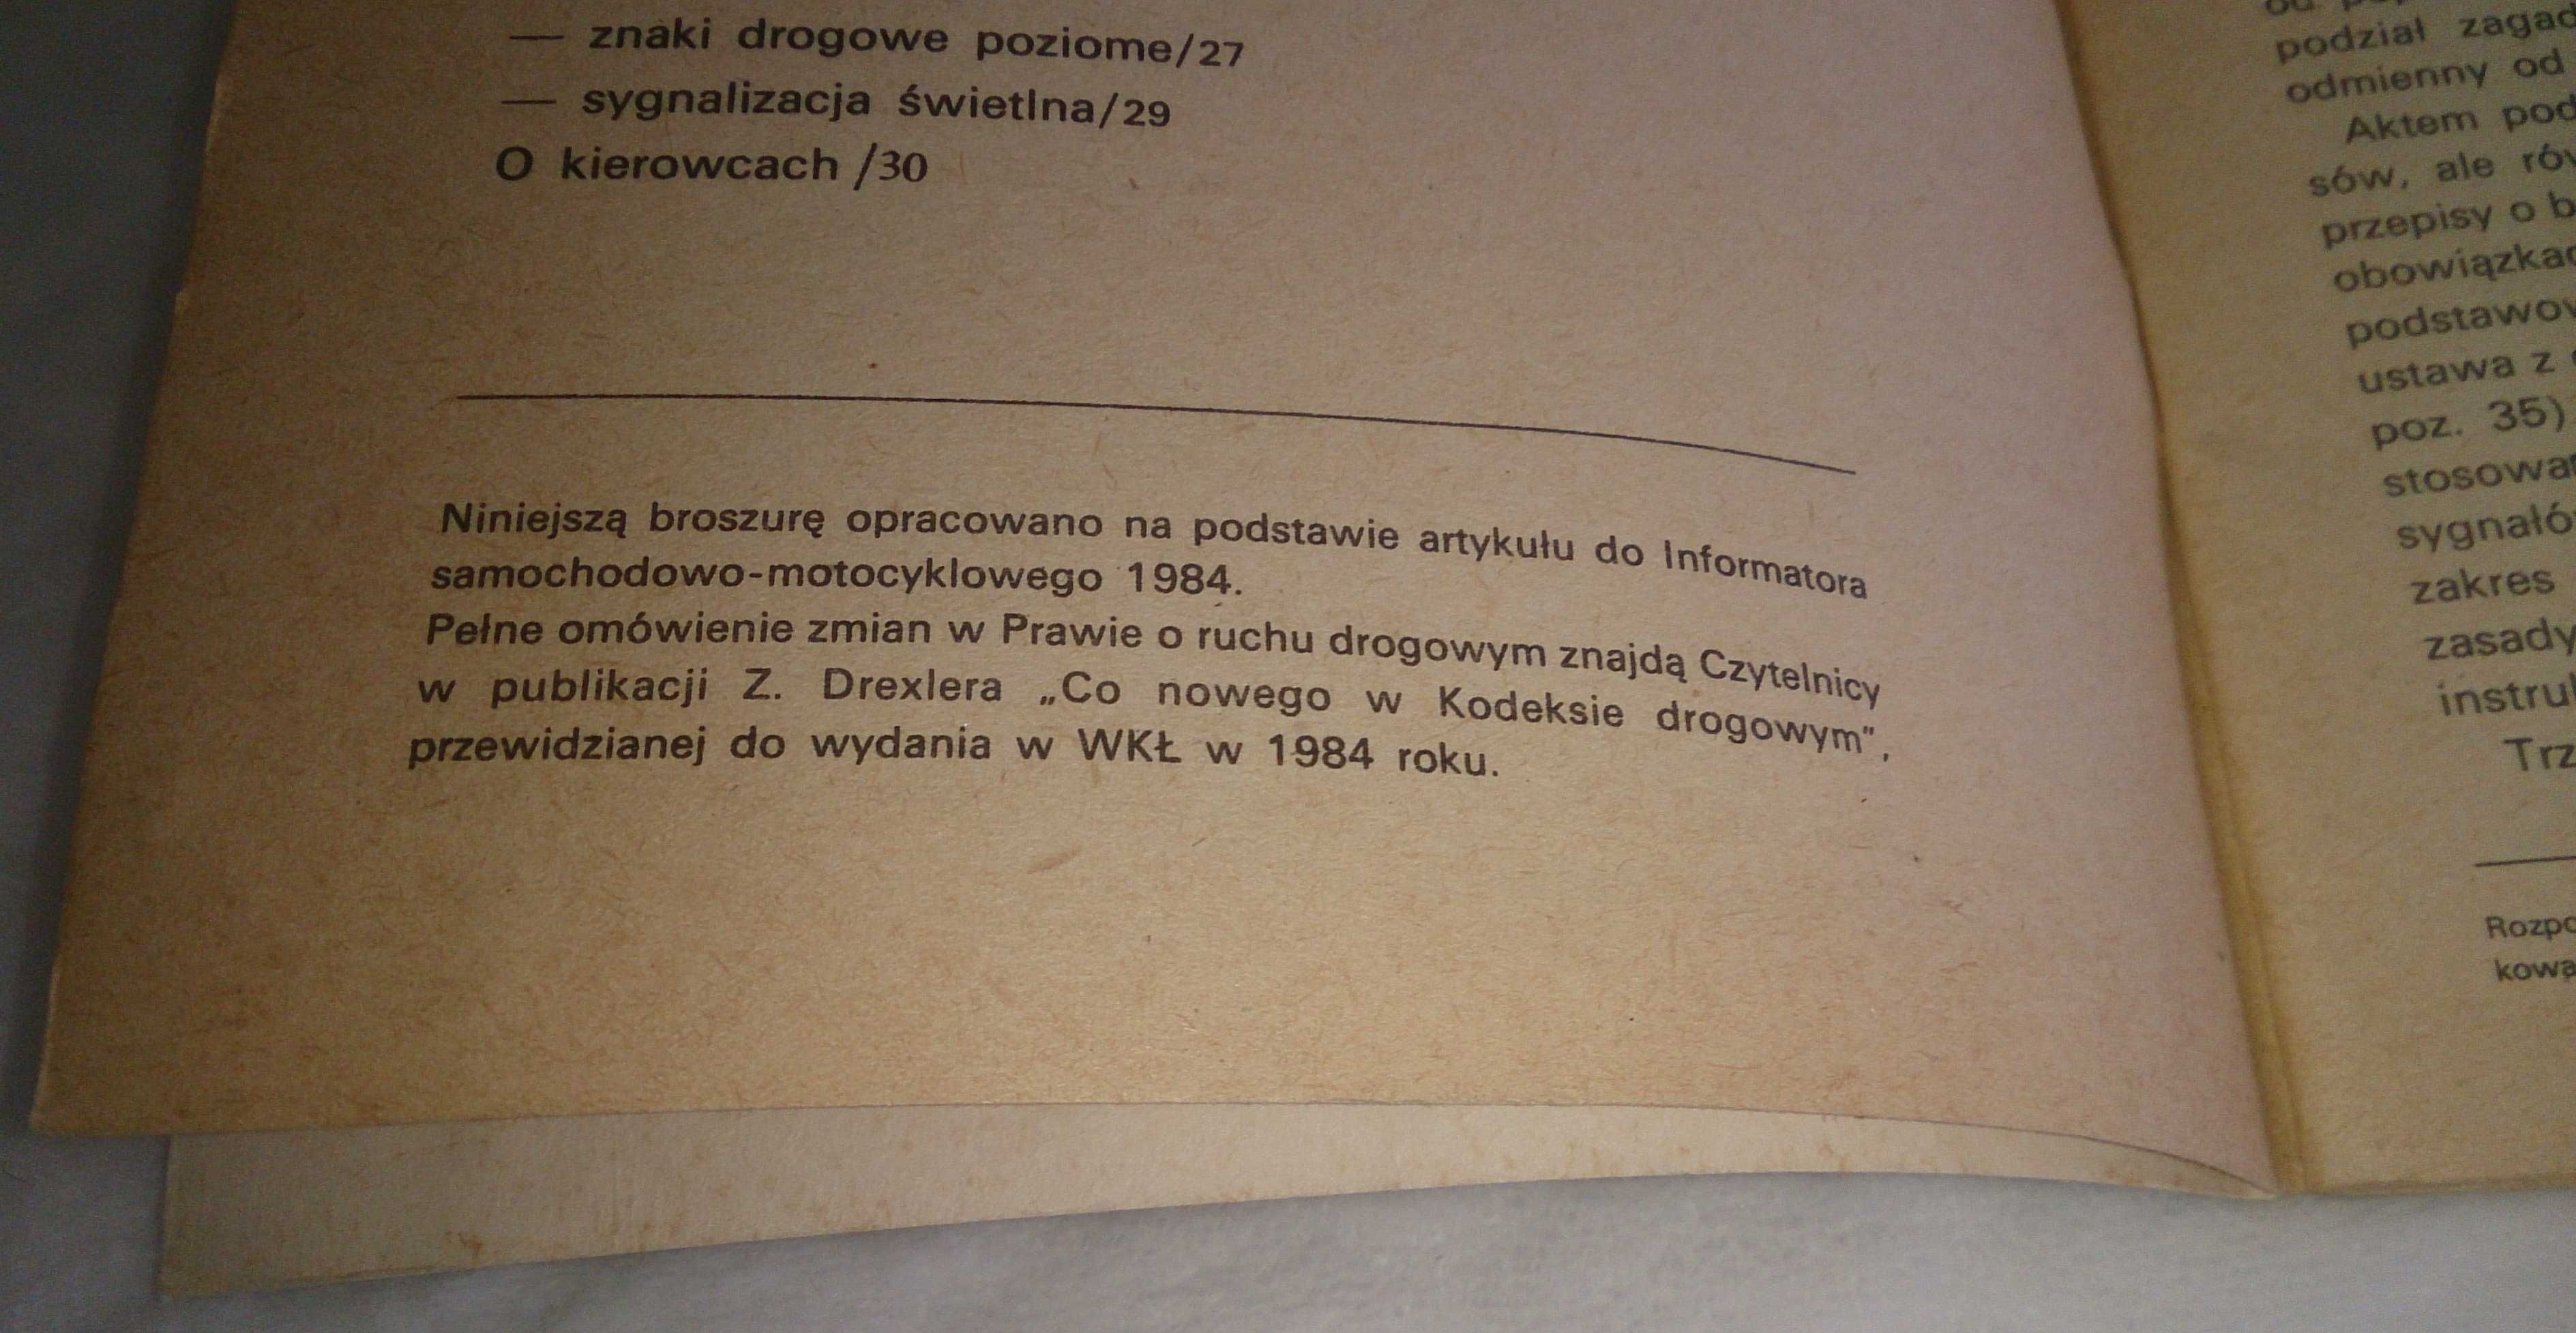 — znaki drogowe poziome/27
— sygnalizacja świetlna/29
O kierowcach /30
Niniejszą broszurę opracowano na podstawie artykułu do Informatora
samochodowo-motocyklowego 1984.
Pełne omówienie zmian w Prawie o ruchu drogowym znajdą Czytelnicy
w publikacji Z. Drexlera „Co nowego w Kodeksie drogowym”,
przewidzianej do wydania w WKŁ w 1984 roku.
podział
odmienny od
Aktem
sów, ale
przepisy o
ustawa z
poz. 35)
zakres
zasady